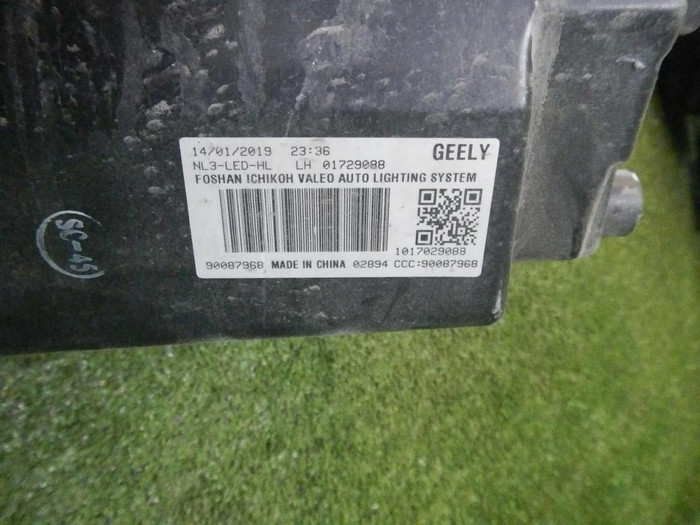 14/01/2019 23:36 GEELY
NL3-LED-HL LH 01729088
FOSHAN ICHIKOH VALEO AUTO LIGHTING SYSTEM
1017029088
90087968 MADE IN CHINA 02894 CCC:90087968
SC-45